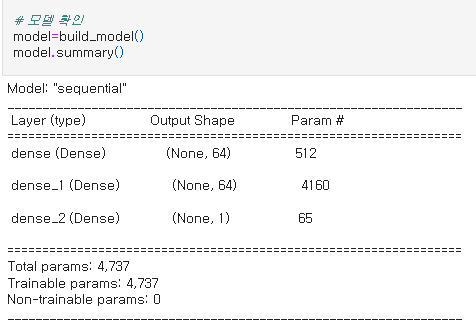 # 모델 확인
model=build_model()
model.summary()
Model: "sequential"
_________________________________________________________________
Layer (type) Output Shape Param #
=================================================================
dense (Dense) (None, 64) 512
dense_1 (Dense) (None, 64) 4160
dense_2 (Dense) (None, 1) 65
=================================================================
Total params: 4,737
Trainable params: 4,737
Non-trainable params: 0
_________________________________________________________________